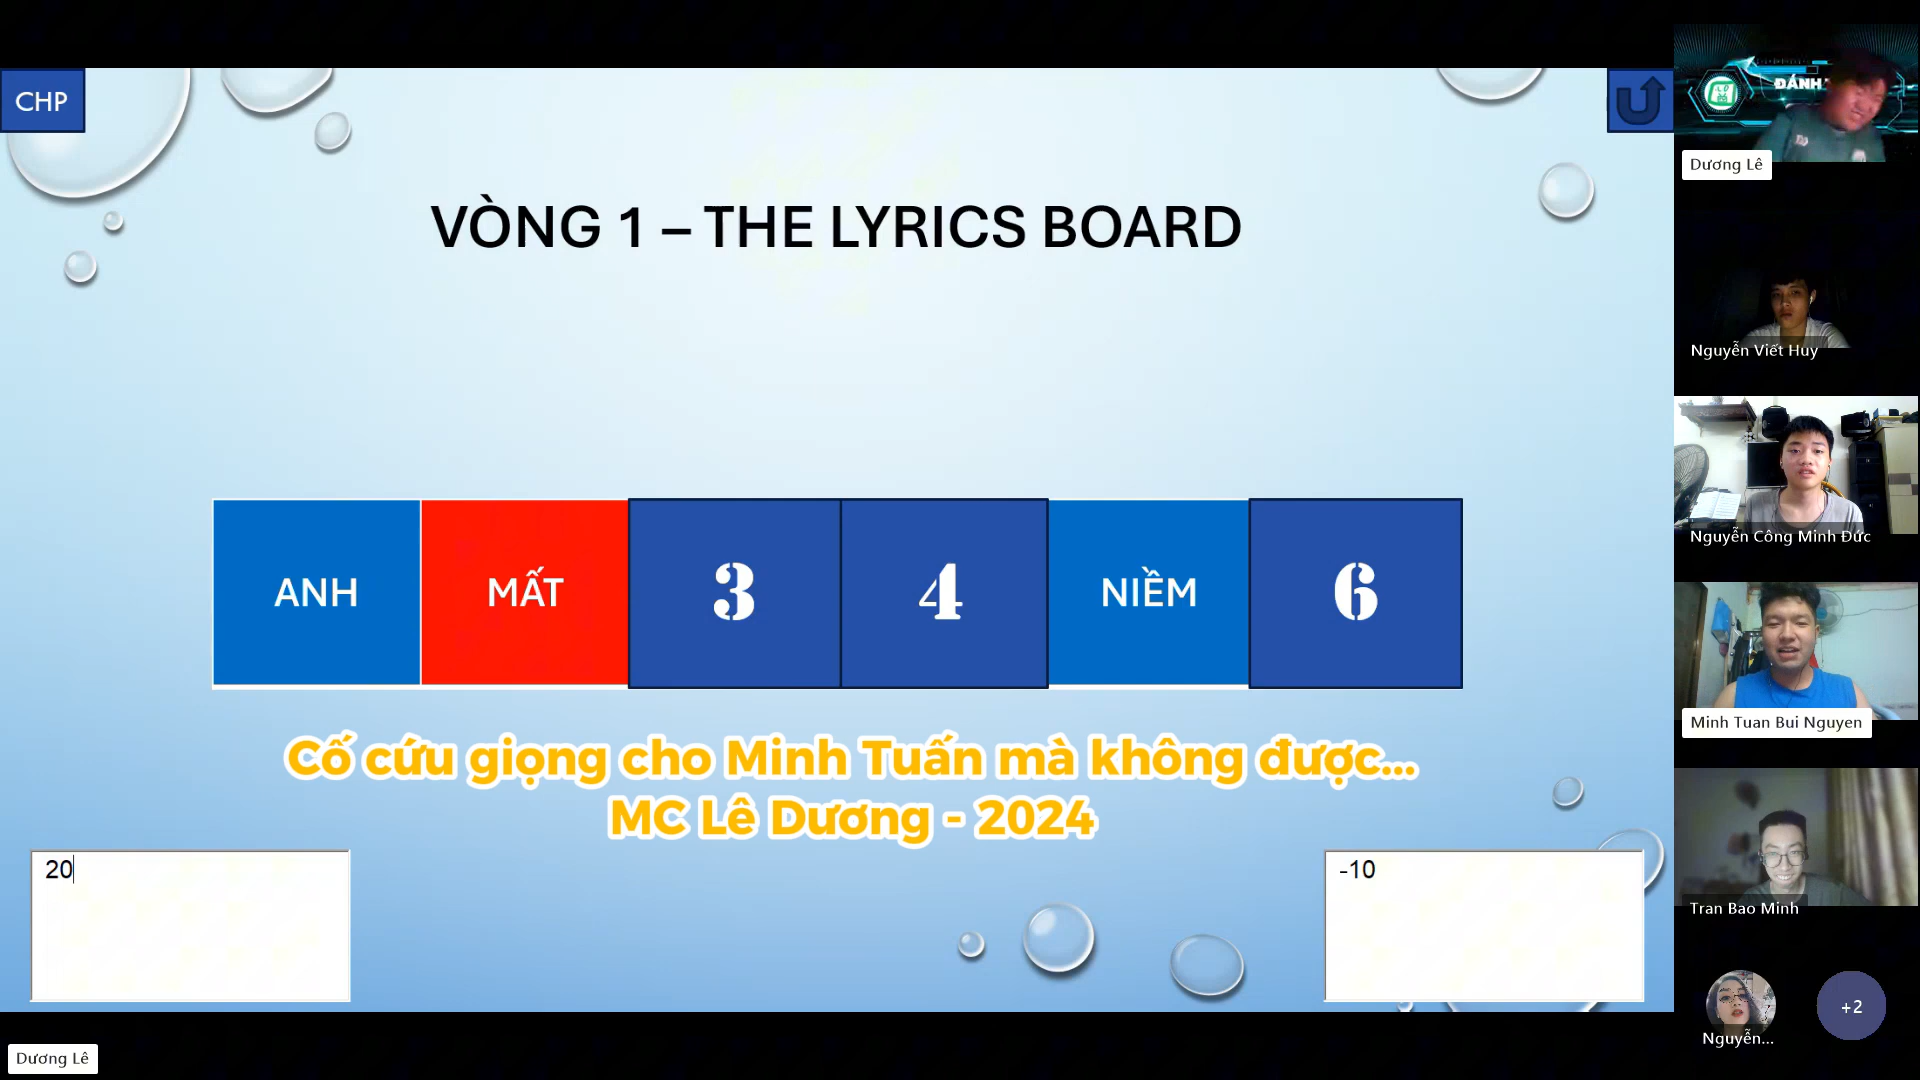 CHP
VÒNG 1 – THE LYRICS BOARD
ANH
MẤT
3
4
NIỀM
6
Cố cứu giọng cho Minh Tuấn mà không được...
MC Lê Dương - 2024
20
-10
Dương Lê
ĐÁNH
Dương Lê
Nguyễn Viết Huy
Nguyễn Công Minh Đức
Minh Tuan Bui Nguyen
Tran Bao Minh
Nguyễn...
+2